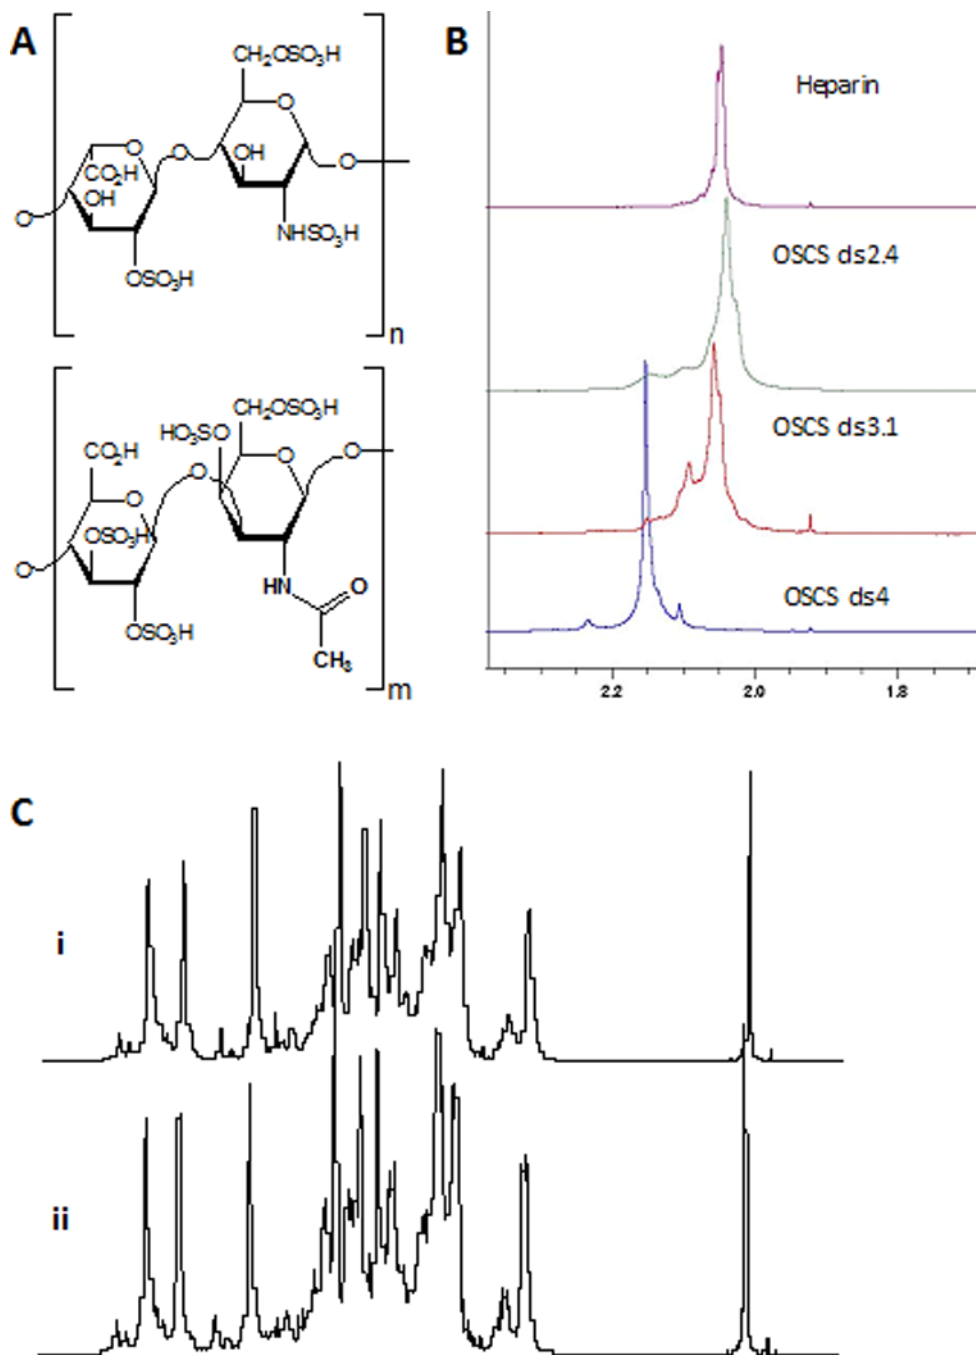 A
CH₂OSO₃H
O
O
O
OH
O
CO₂H
OH
O
NHSO₃H
OSO₃H
n
CH₂OSO₃H
HO₃SO
O
CO₂H
O
O
O
OSO₃H
O
HN
O
OSO₃H
CH₃
m
B
Heparin
OSCS ds2.4
OSCS ds3.1
OSCS ds4
2.2 2.0 1.8
C
i
ii